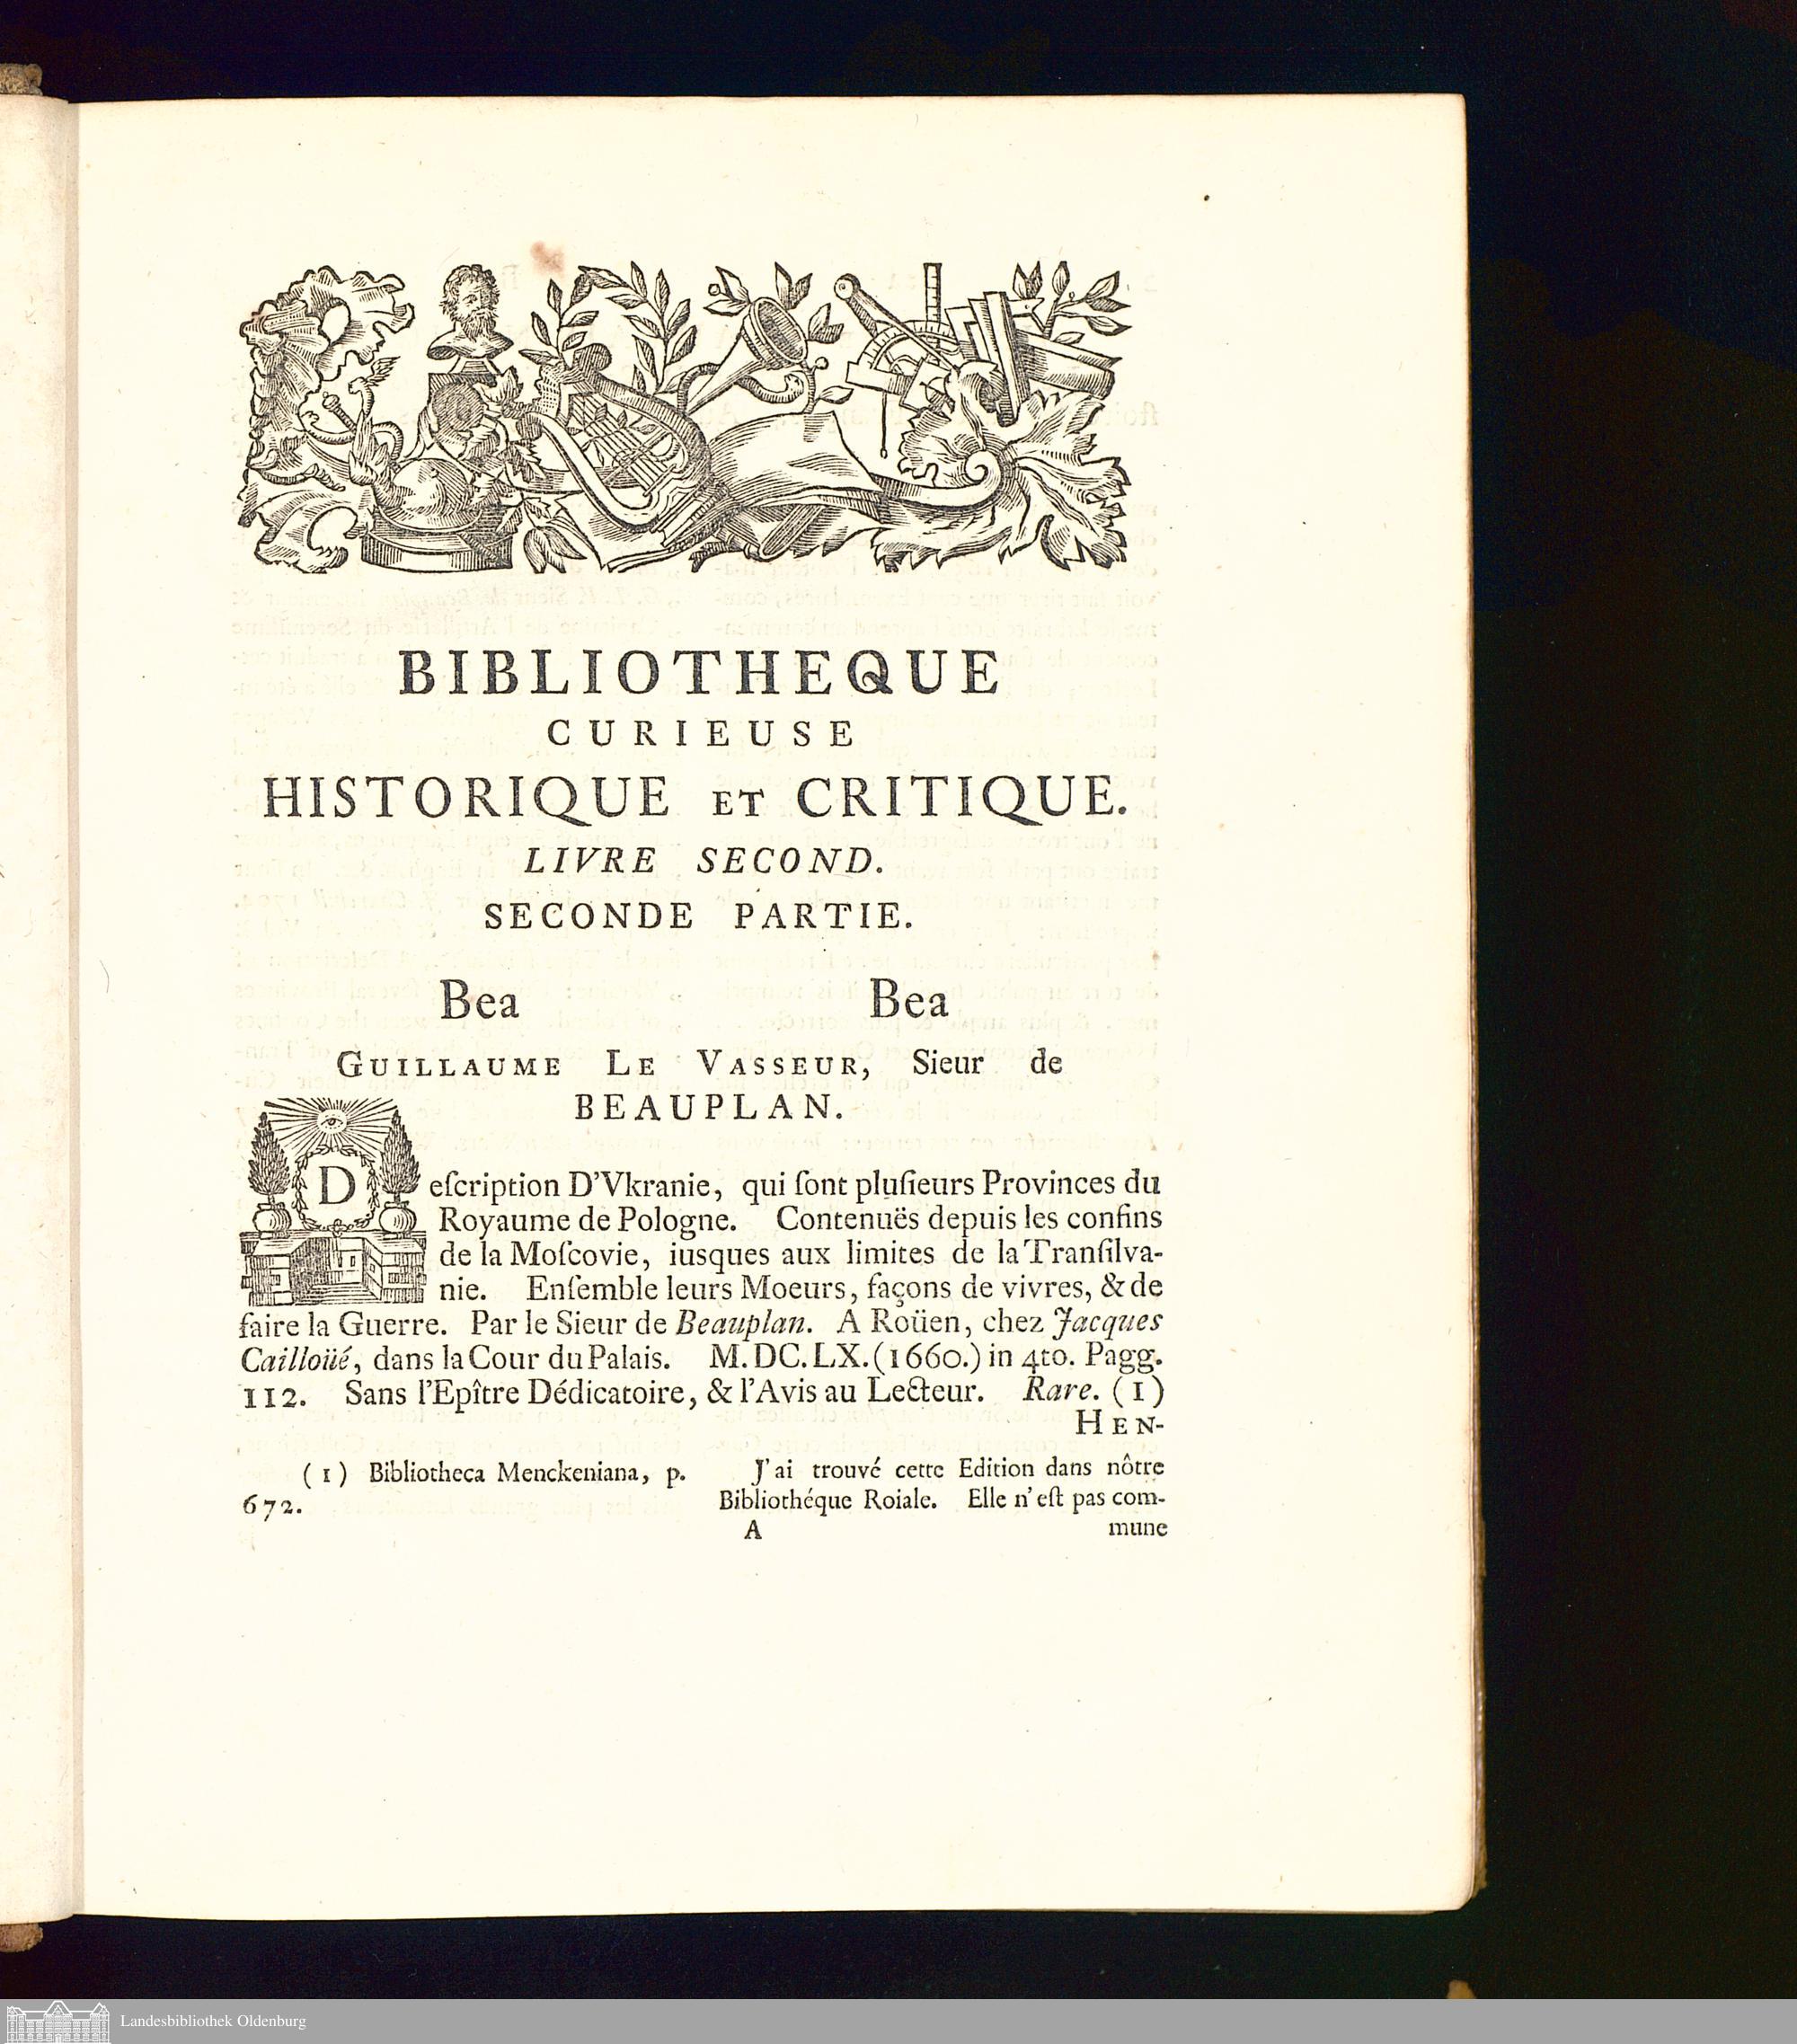 BIBLIOTHEQUE
CURIEUSE
HISTORIQUE ET CRITIQUE.
LIVRE SECOND.
SECONDE PARTIE.
Bea Bea
GUILLAUME LE VASSEUR, Sieur de
BEAUPLAN.
Deſcription D'Vkranie, qui ſont pluſieurs Provinces du
Royaume de Pologne. Contenuës depuis les confins
de la Moſcovie, iusques aux limites de la Tranſilva-
nie. Enſemble leurs Moeurs, façons de vivres, & de
faire la Guerre. Par le Sieur de Beauplan. A Roüen, chez Jacques
Cailloüé, dans la Cour du Palais. M.DC.LX.(1660.) in 4to. Pagg.
112. Sans l'Epître Dédicatoire, & l'Avis au Lecteur. Rare. (1)
HEN-
(1) Bibliotheca Menckeniana, p.
672.
J'ai trouvé cette Edition dans nôtre
Bibliothéque Roiale. Elle n'eſt pas com-
A mune
Landesbibliothek Oldenburg